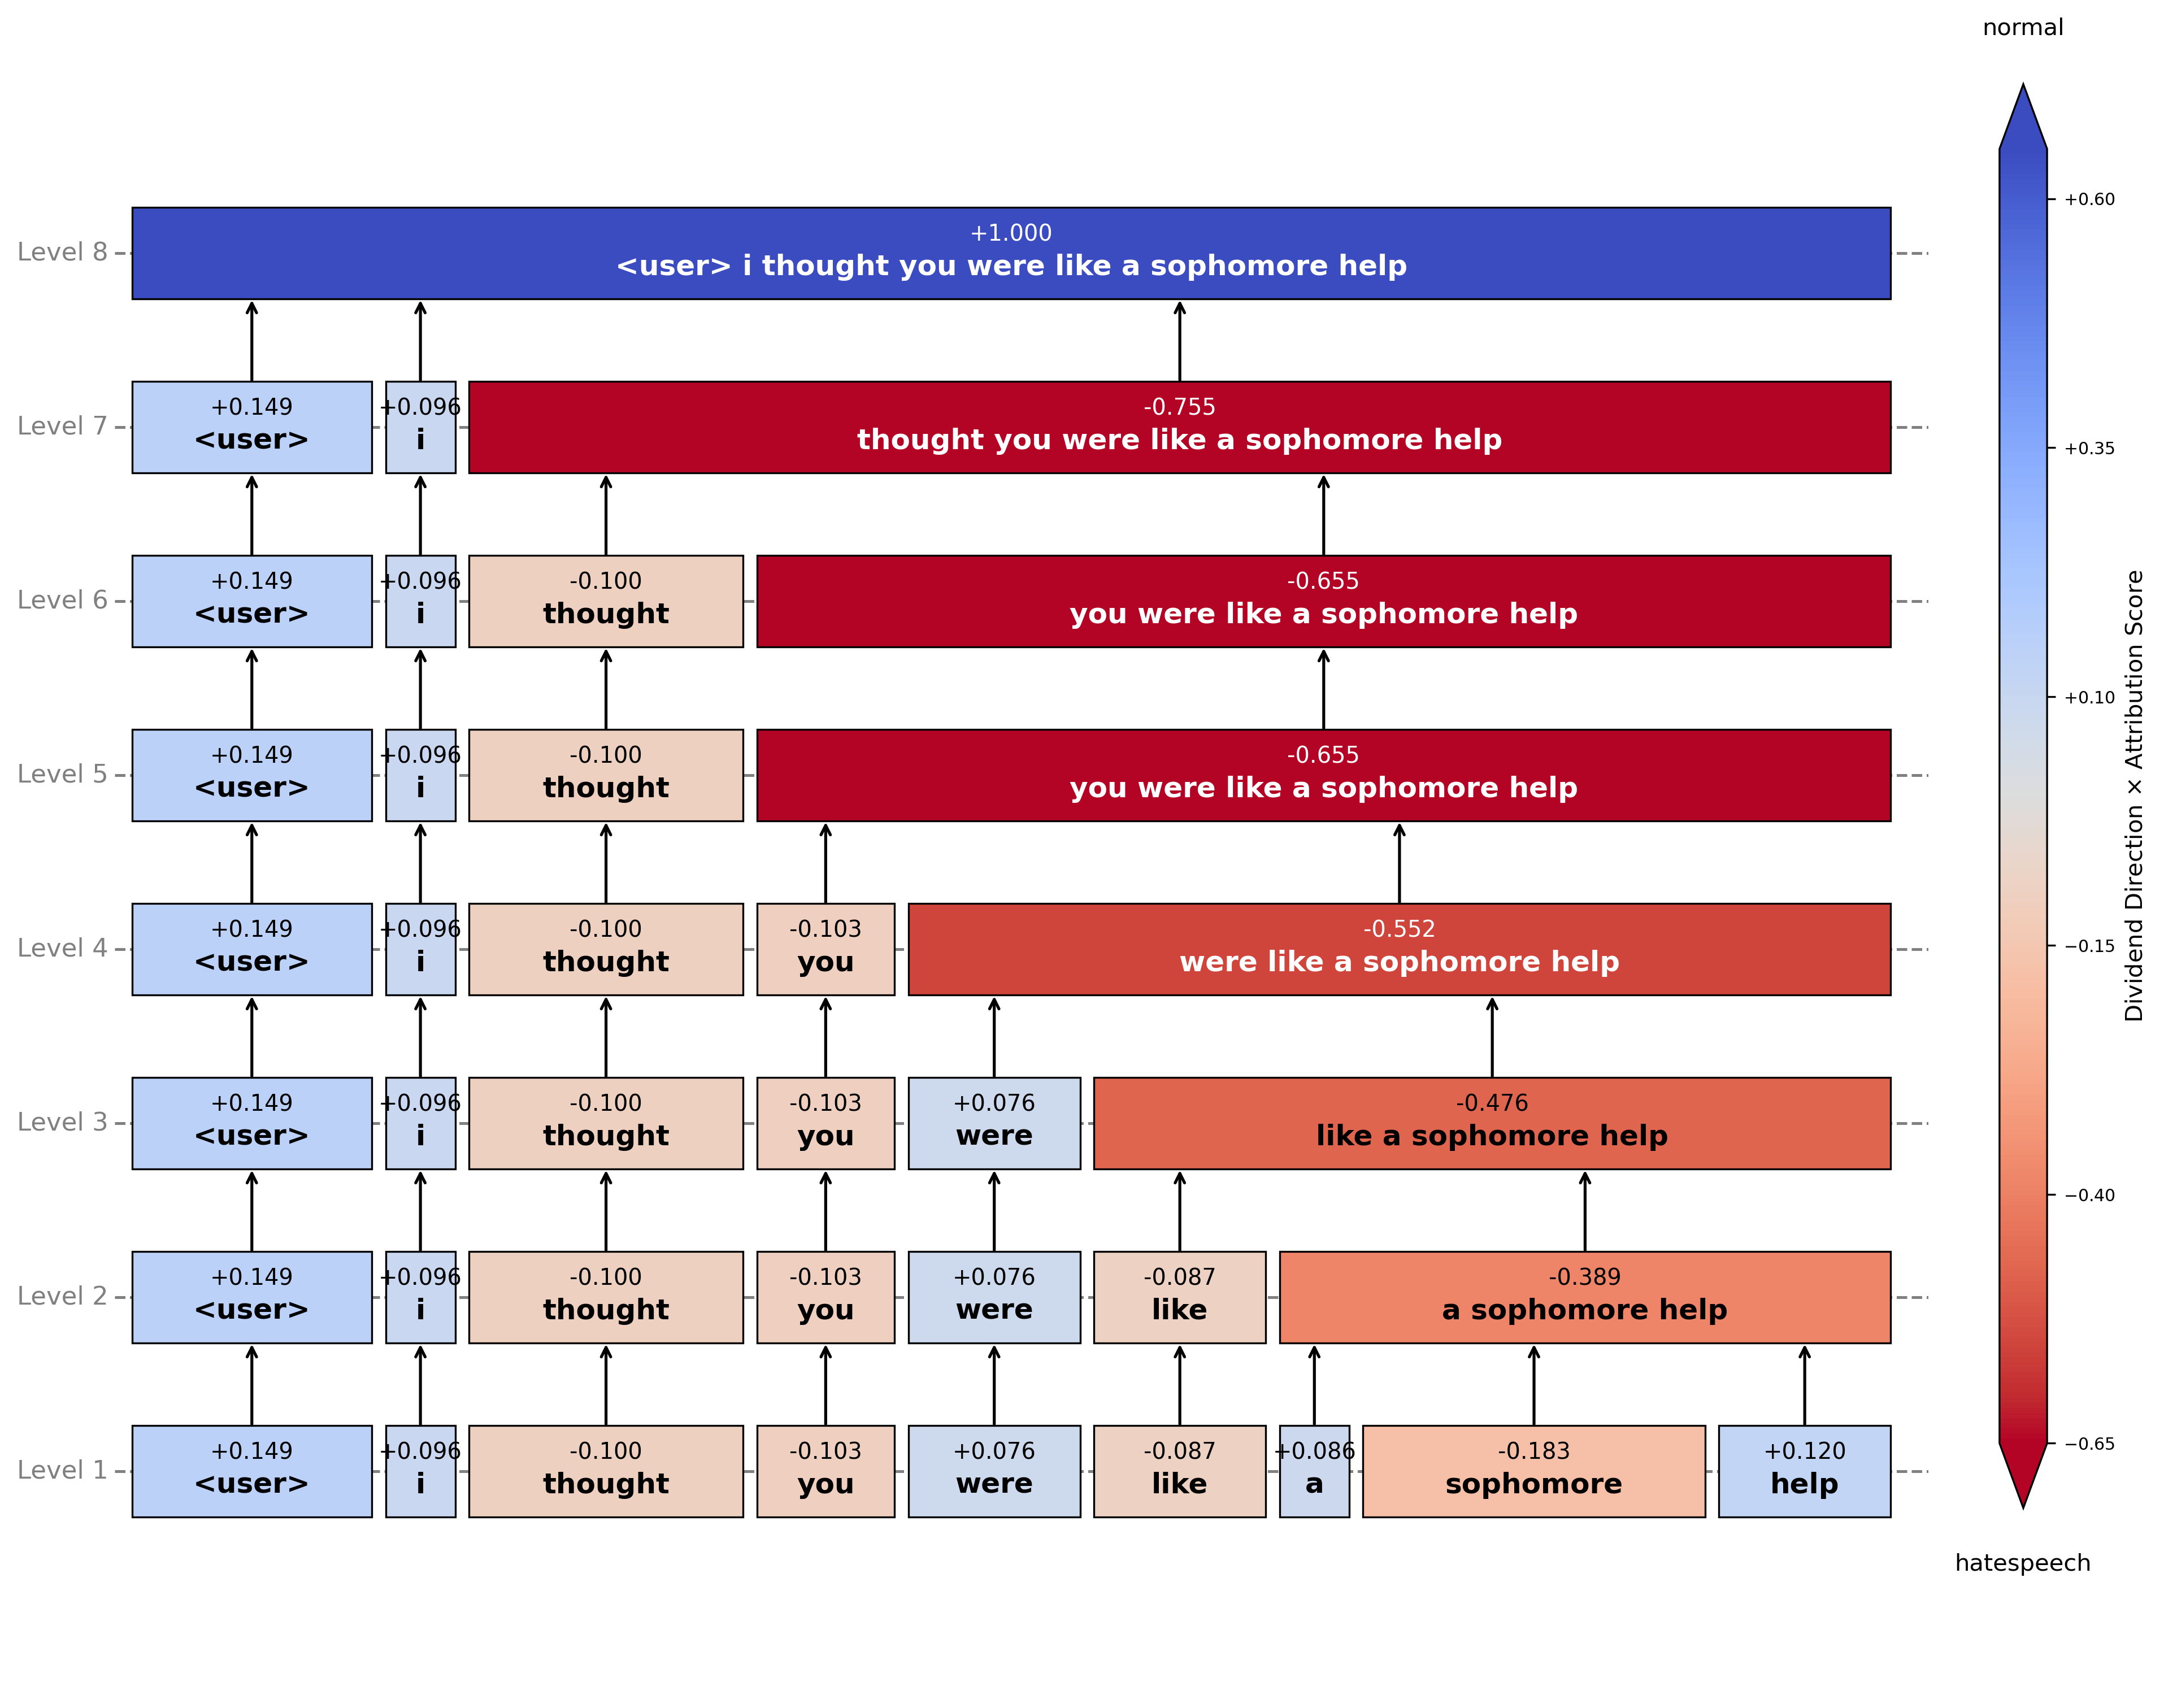 normal
Level 8
+1.000
<user> i thought you were like a sophomore help
Level 7
+0.149
<user>
+0.096
i
-0.755
thought you were like a sophomore help
Level 6
+0.149
<user>
+0.096
i
-0.100
thought
-0.655
you were like a sophomore help
Level 5
+0.149
<user>
+0.096
i
-0.100
thought
-0.655
you were like a sophomore help
Level 4
+0.149
<user>
+0.096
i
-0.100
thought
-0.103
you
-0.552
were like a sophomore help
Level 3
+0.149
<user>
+0.096
i
-0.100
thought
-0.103
you
+0.076
were
-0.476
like a sophomore help
Level 2
+0.149
<user>
+0.096
i
-0.100
thought
-0.103
you
+0.076
were
-0.087
like
-0.389
a sophomore help
Level 1
+0.149
<user>
+0.096
i
-0.100
thought
-0.103
you
+0.076
were
-0.087
like
+0.086
a
-0.183
sophomore
+0.120
help
+0.60
+0.35
+0.10
−0.15
−0.40
−0.65
Dividend Direction × Attribution Score
hatespeech